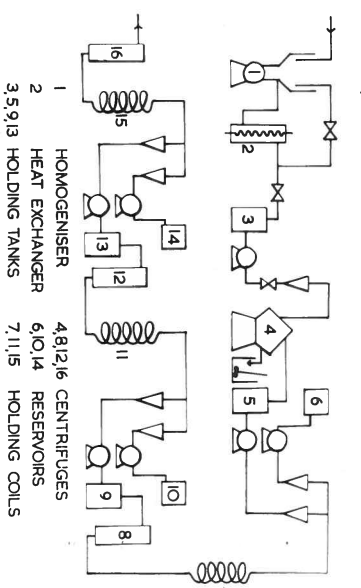 1
2
3
4
5
6
8
9
10
11
12
13
14
15
16
1 HOMOGENISER
2 HEAT EXCHANGER
3,5,9,13 HOLDING TANKS
4,8,12,16 CENTRIFUGES
6,10,14 RESERVOIRS
7,11,15 HOLDING COILS